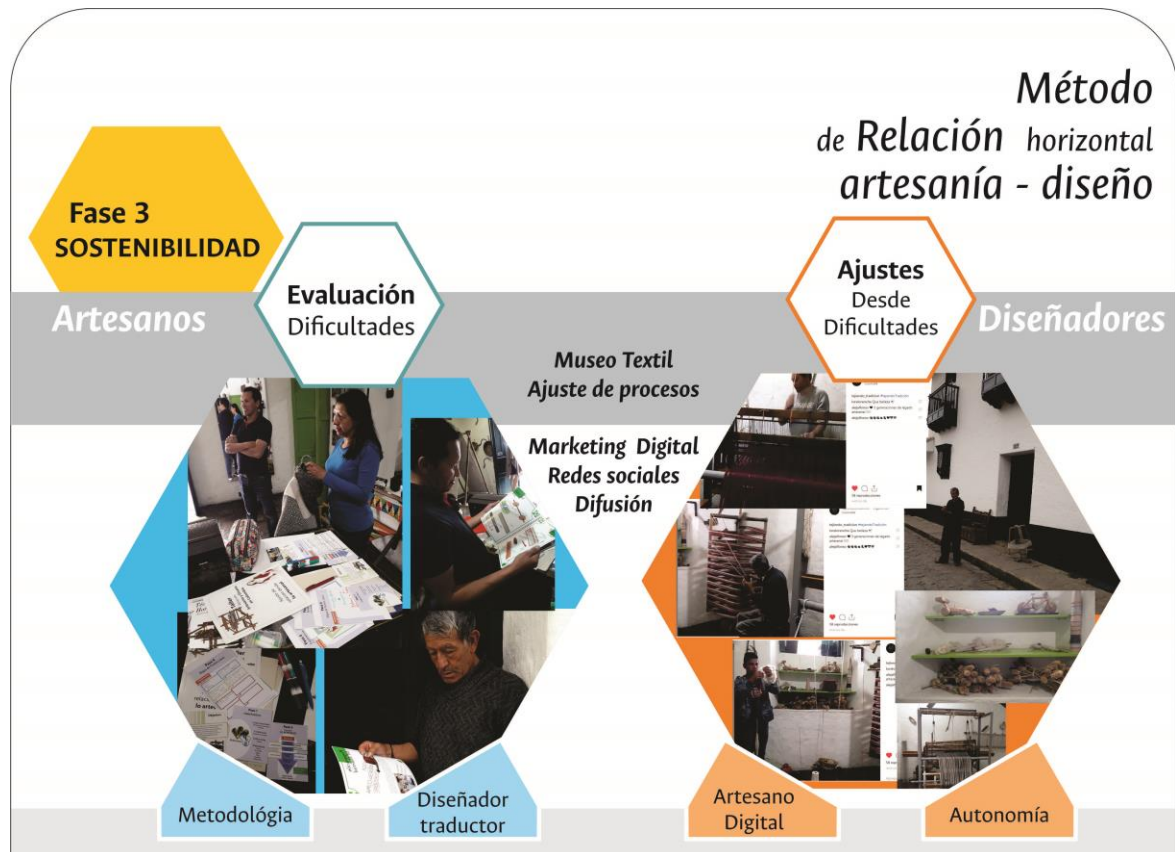 Método
de Relación horizontal
artesanía - diseño
Fase 3
SOSTENIBILIDAD
Evaluación
Dificultades
Ajustes
Desde
Dificultades
Artesanos
Diseñadores
Museo Textil
Ajuste de procesos
Marketing Digital
Redes sociales
Difusión
Metodológia
Diseñador
traductor
Artesano
Digital
Autonomía